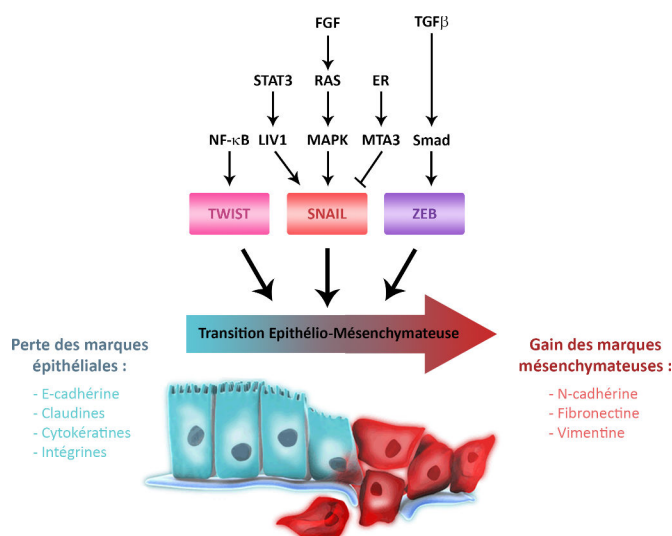 FGF
TGFβ
STAT3
RAS
ER
NF-κB
LIV1
MAPK
MTA3
Smad
TWIST
SNAIL
ZEB
Transition Epithélio-Mésenchymateuse
Perte des marques
épithéliales :
- E-cadhérine
- Claudines
- Cytokératines
- Intégrines
Gain des marques
mésenchymateuses :
- N-cadhérine
- Fibronectine
- Vimentine